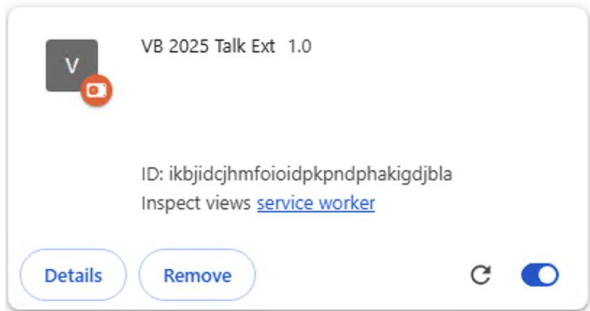 V
VB 2025 Talk Ext 1.0
ID: ikbjidcjhmfoioidpkpndphakigdjbla
Inspect views service worker
Details Remove